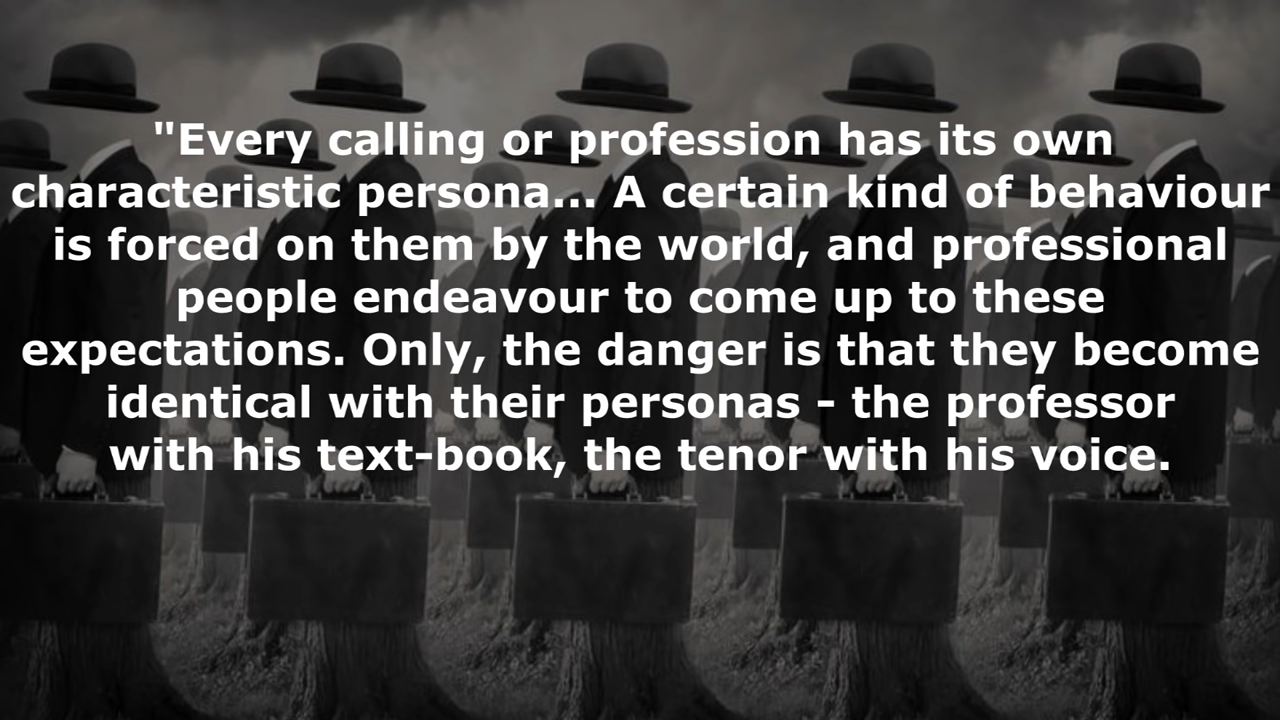 "Every calling or profession has its own
characteristic persona... A certain kind of behaviour
is forced on them by the world, and professional
people endeavour to come up to these
expectations. Only, the danger is that they become
identical with their personas - the professor
with his text-book, the tenor with his voice.